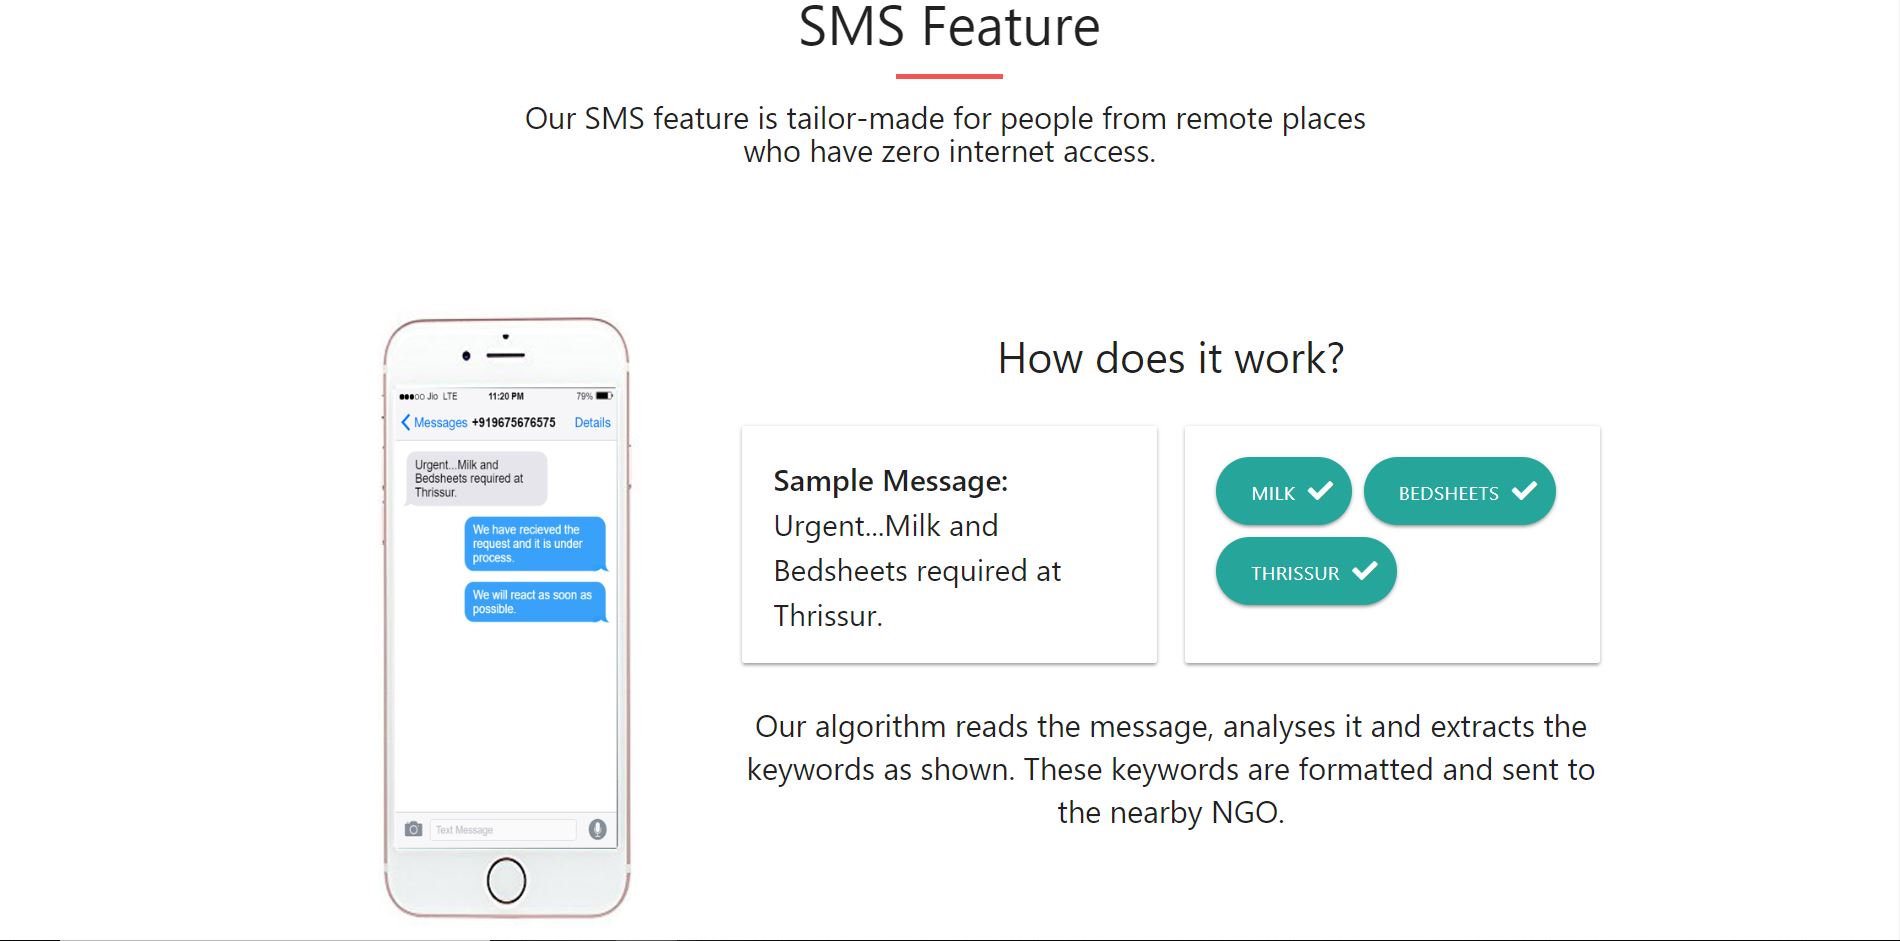 SMS Feature
Our SMS feature is tailor-made for people from remote places
who have zero internet access.
Jio LTE
11:20 PM
79%
Messages
+919675676575
Details
Urgent...Milk and
Bedsheets required at
Thrissur.
We have recieved the
request and it is under
process.
We will react as soon as
possible.
Text Message
How does it work?
Sample Message:
Urgent...Milk and
Bedsheets required at
Thrissur.
MILK
BEDSHEETS
THRISSUR
Our algorithm reads the message, analyses it and extracts the
keywords as shown. These keywords are formatted and sent to
the nearby NGO.